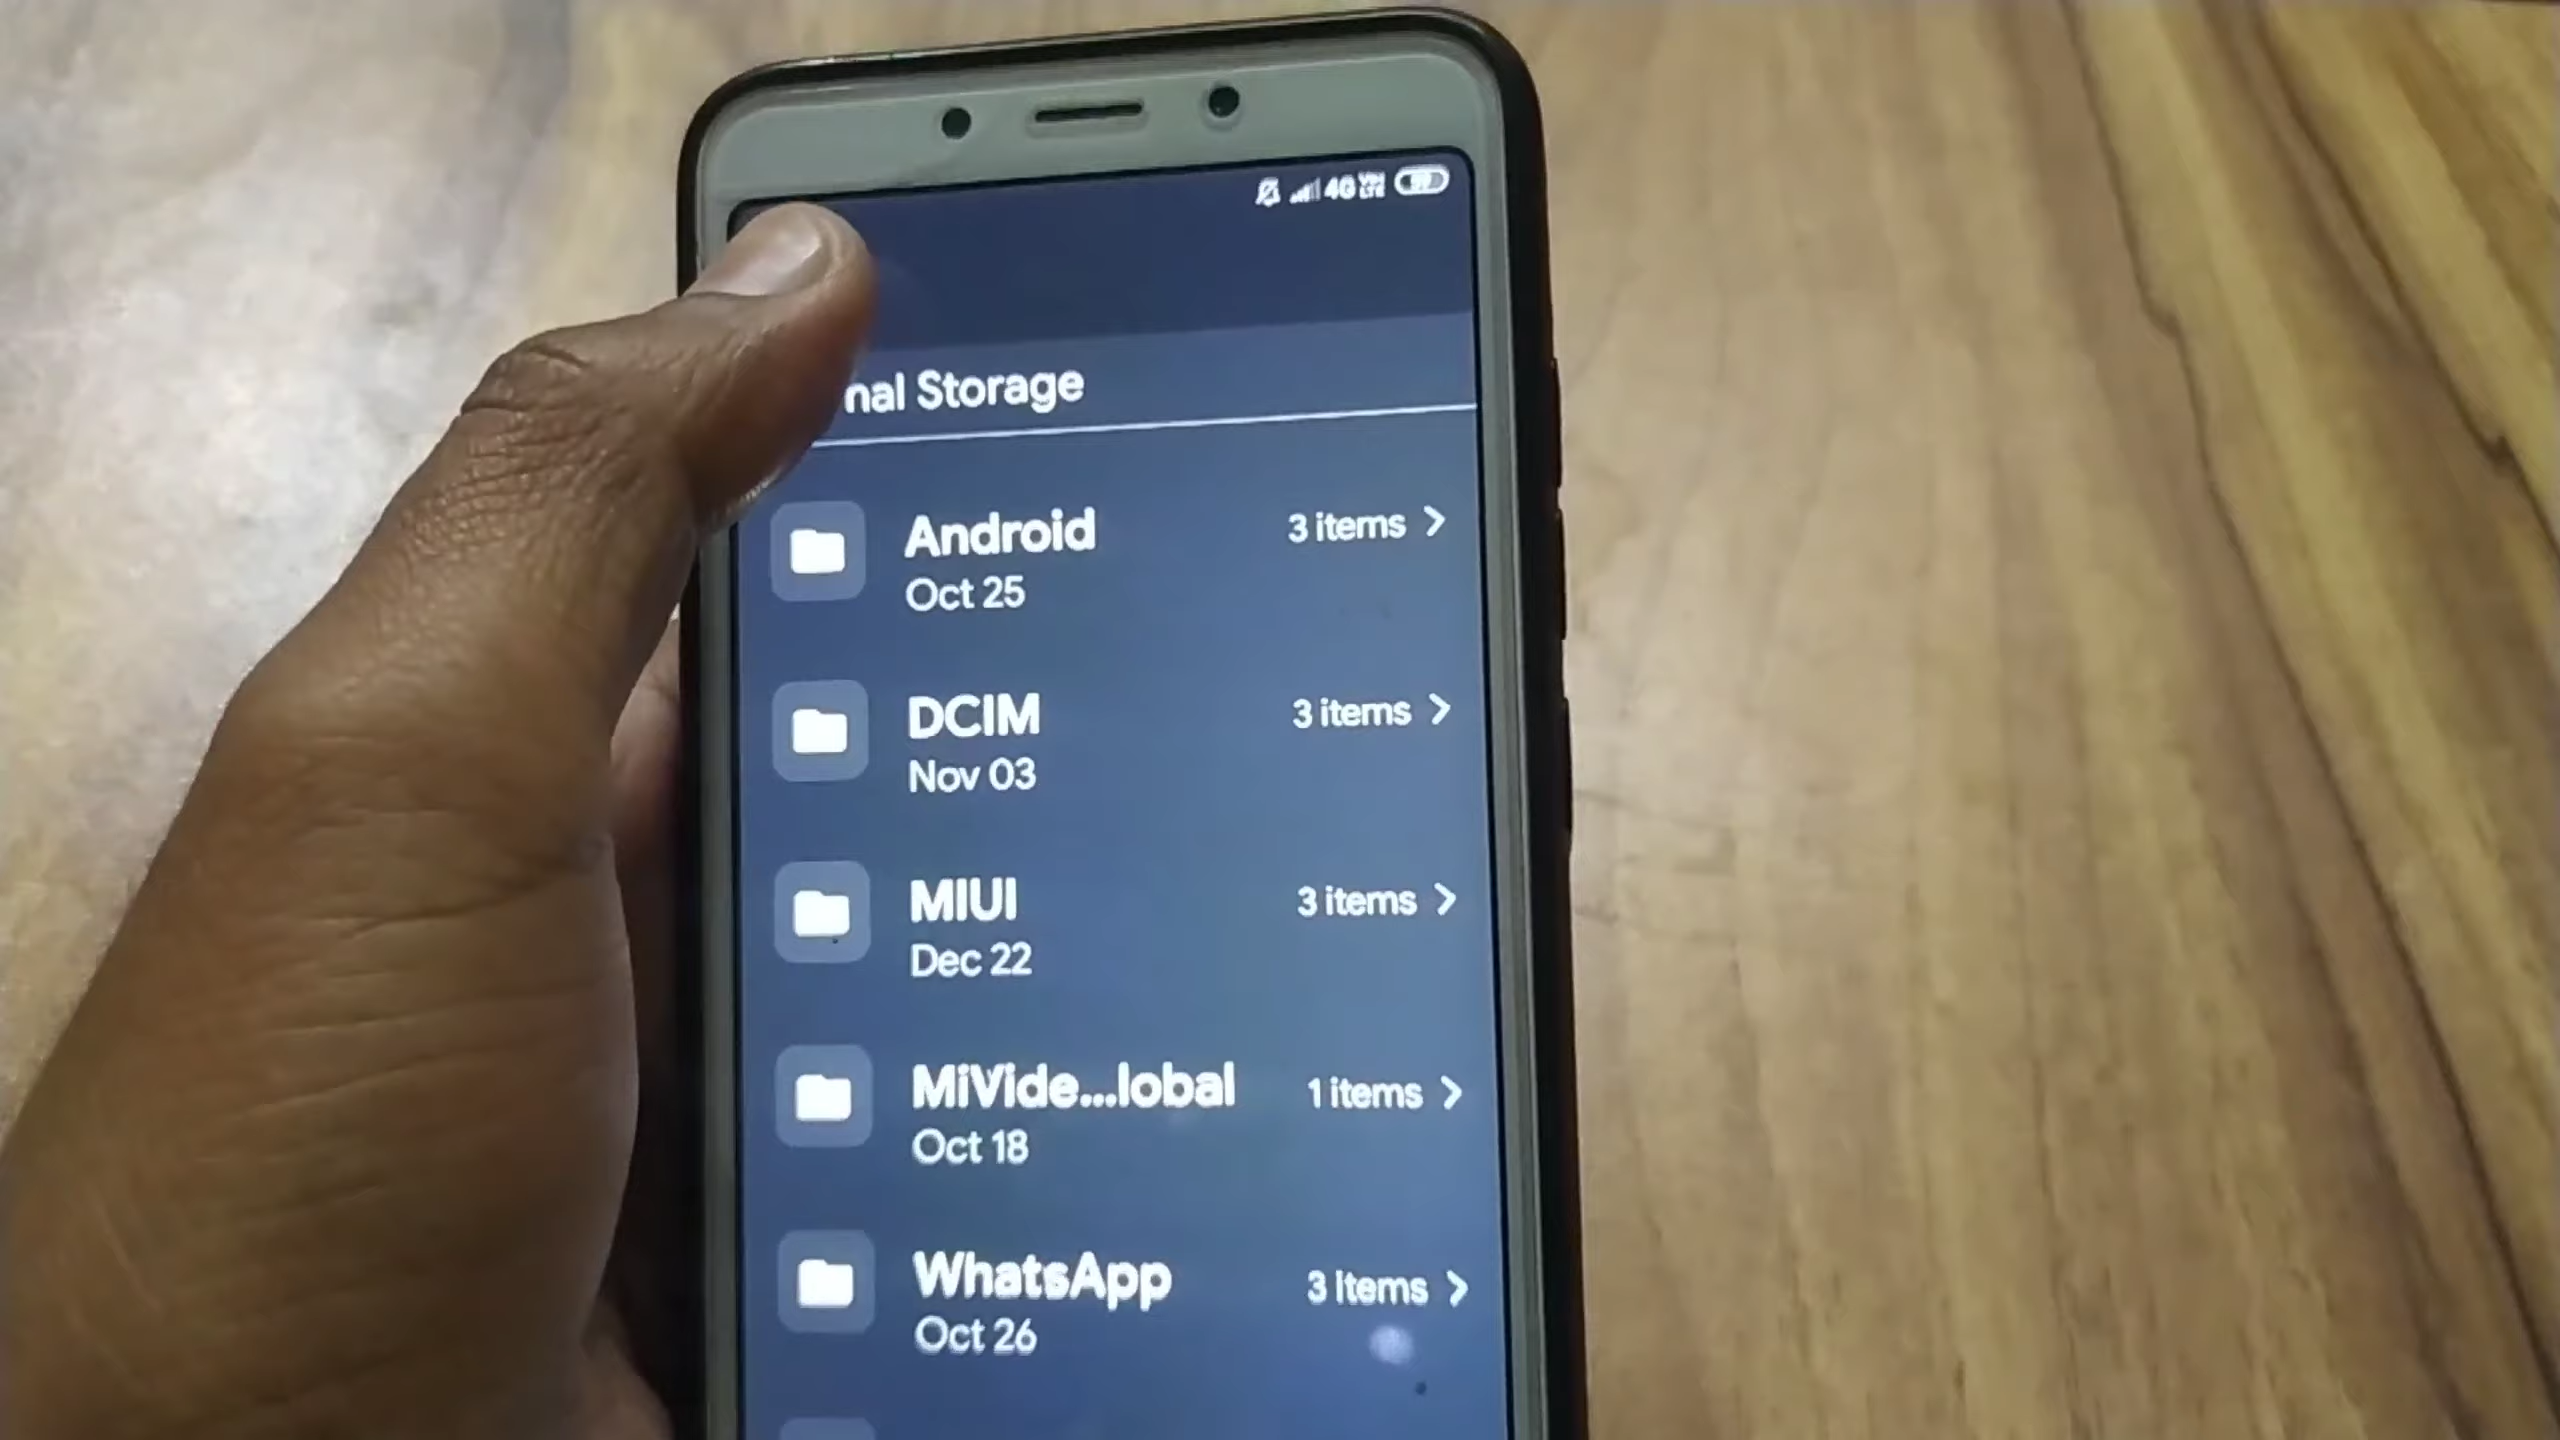 4G
nal Storage
Android
3 items
Oct 25
DCIM
3 items
Nov 03
MIUI
3 items
Dec 22
MiVide...lobal
1 items
Oct 18
WhatsApp
3 items
Oct 26